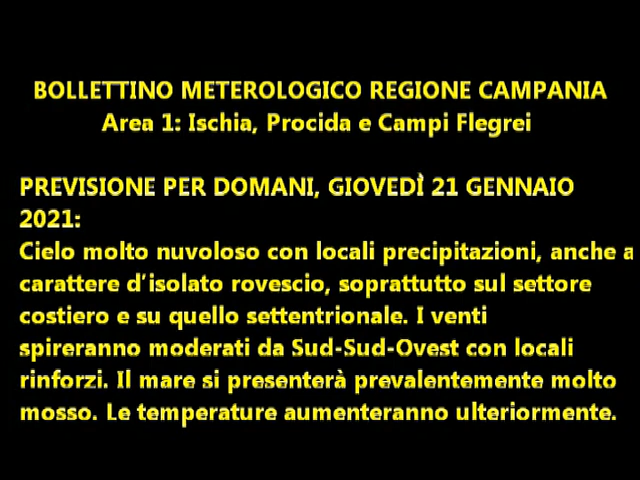 BOLLETTINO METEROLOGICO REGIONE CAMPANIA
Area 1: Ischia, Procida e Campi Flegrei
PREVISIONE PER DOMANI, GIOVEDÌ 21 GENNAIO
2021:
Cielo molto nuvoloso con locali precipitazioni, anche a
carattere d'isolato rovescio, soprattutto sul settore
costiero e su quello settentrionale. I venti
spireranno moderati da Sud-Sud-Ovest con locali
rinforzi. Il mare si presenterà prevalentemente molto
mosso. Le temperature aumenteranno ulteriormente.